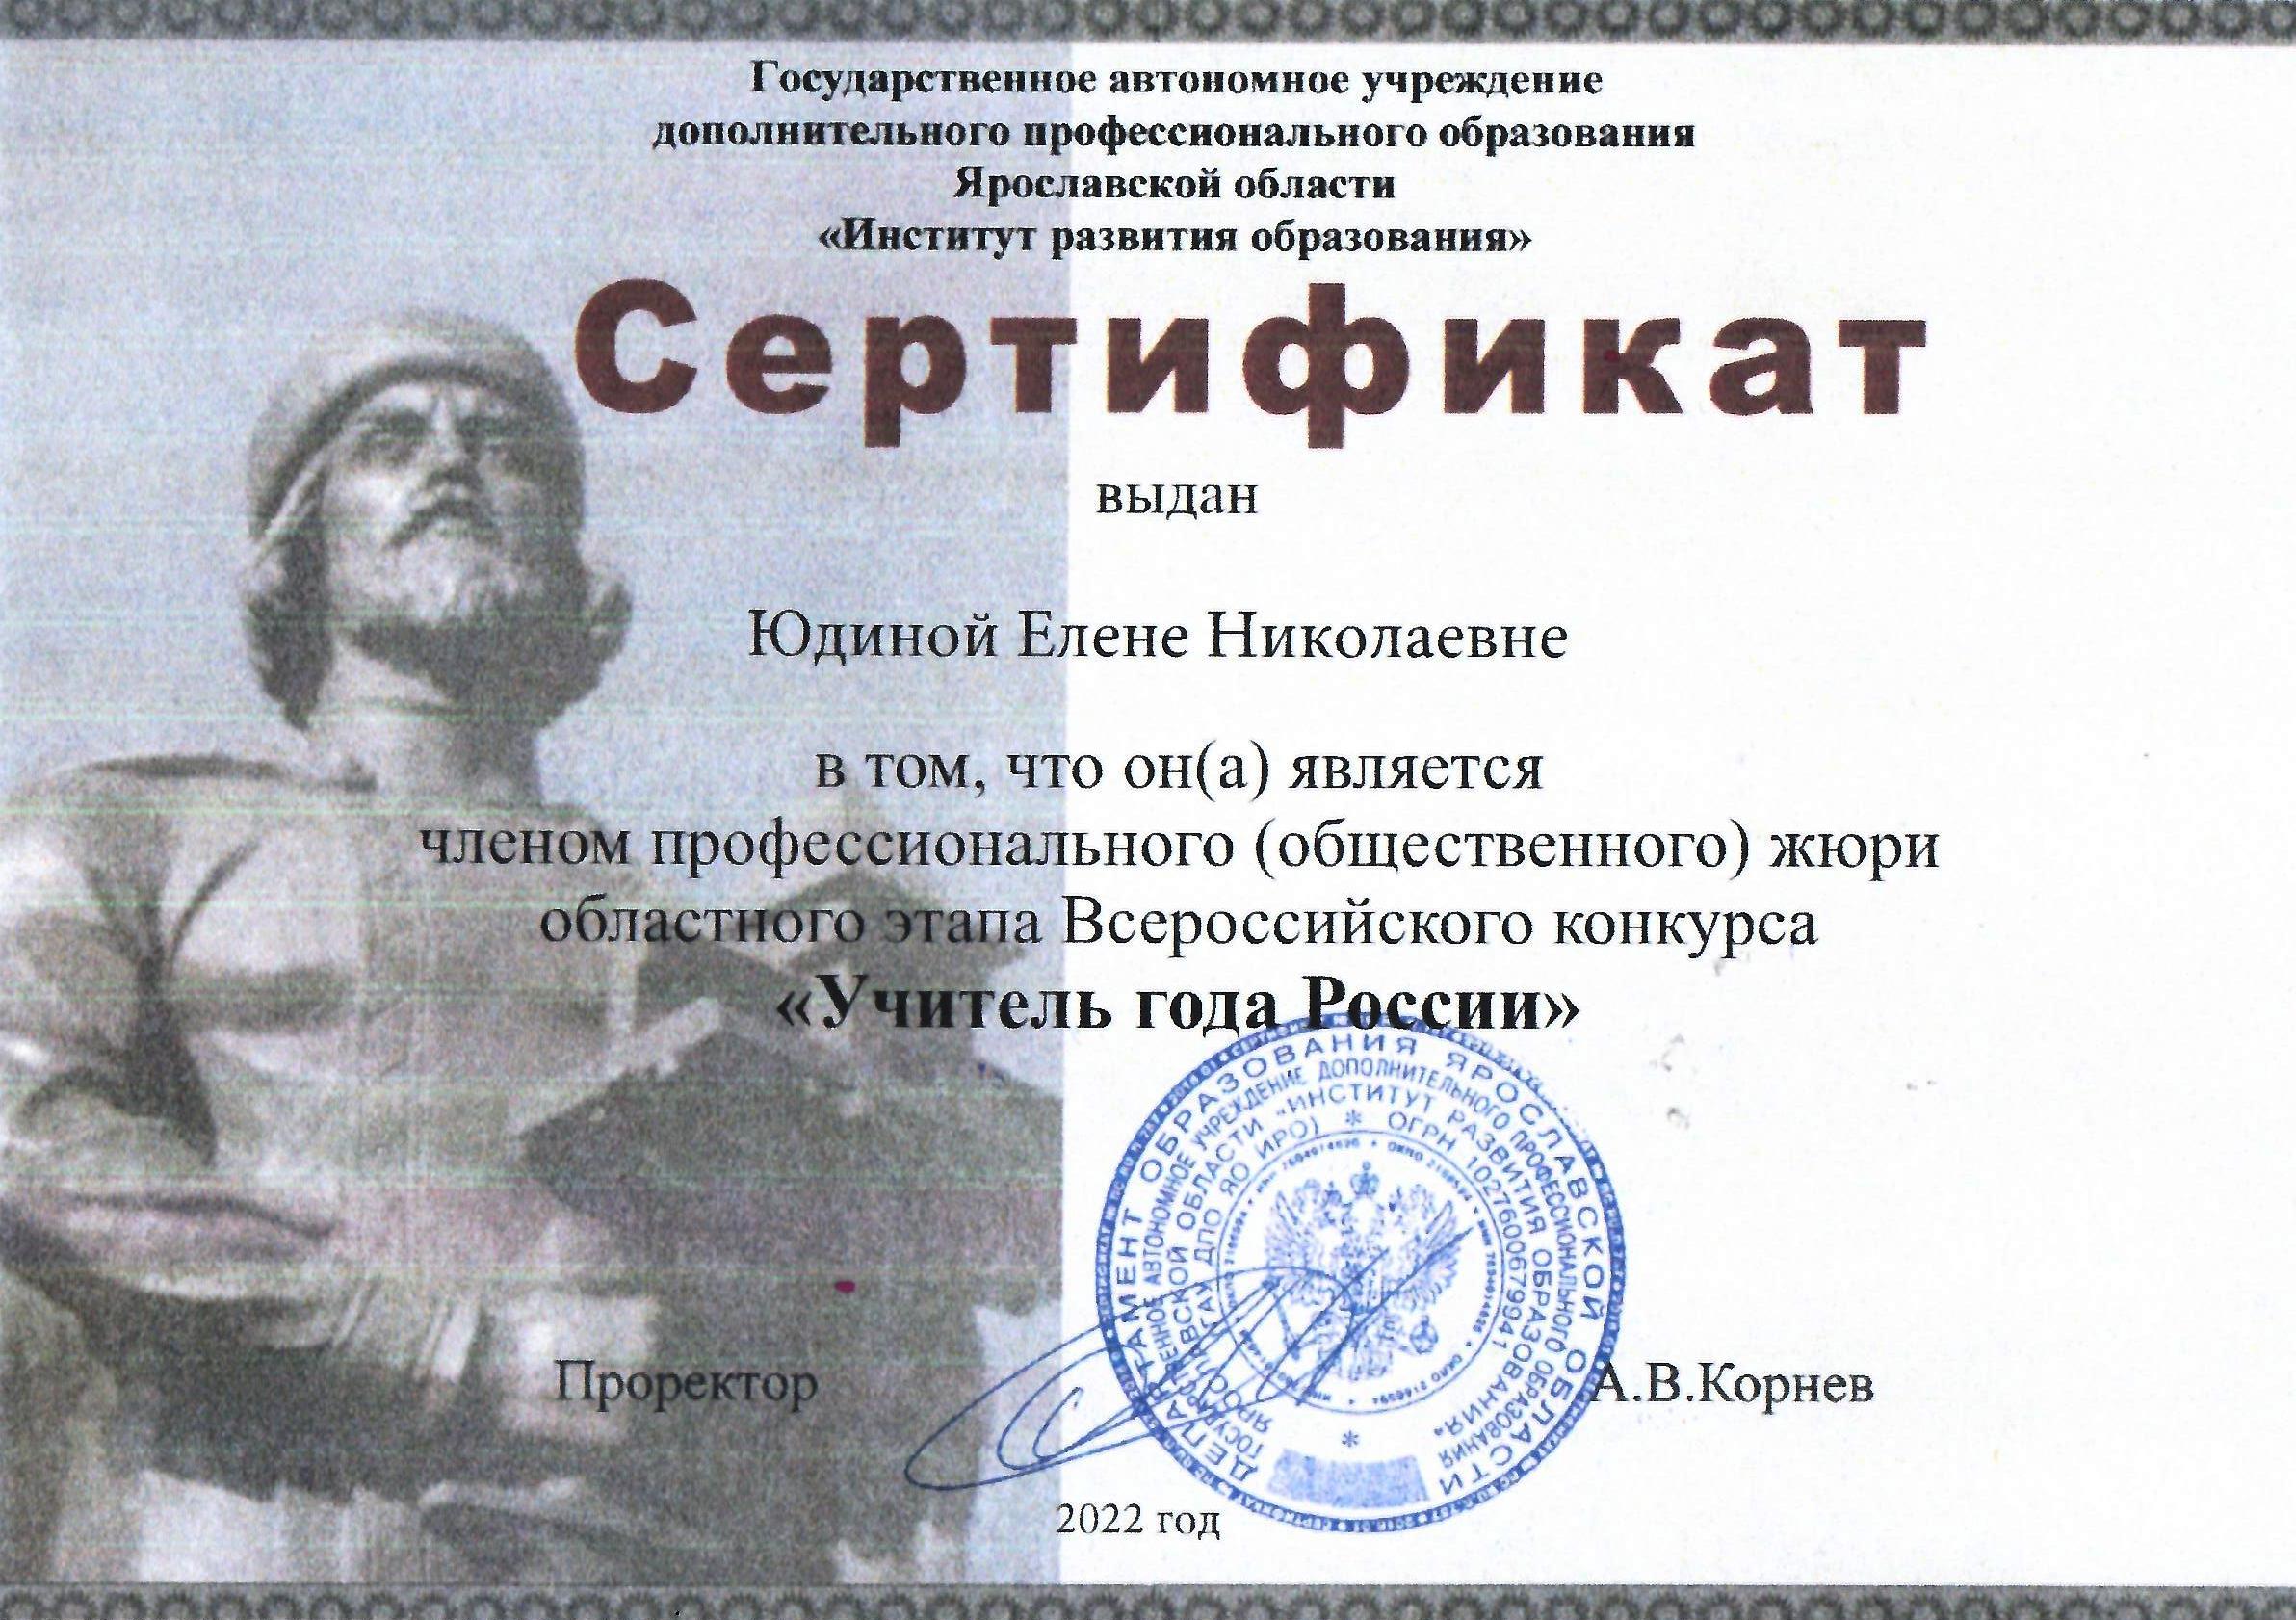 Государственное автономное учреждение
дополнительного профессионального образования
Ярославской области
«Институт развития образования»
Сертификат
выдан
Юдиной Елене Николаевне
в том, что он(а) является
членом профессионального (общественного) жюри
областного этапа Всероссийского конкурса
«Учитель года России»
ДЕПАРТАМЕНТ ОБРАЗОВАНИЯ ЯРОСЛАВСКОЙ ОБЛАСТИ
ГОСУДАРСТВЕННОЕ АВТОНОМНОЕ УЧРЕЖДЕНИЕ ДОПОЛНИТЕЛЬНОГО ПРОФЕССИОНАЛЬНОГО ОБРАЗОВАНИЯ
ЯРОСЛАВСКОЙ ОБЛАСТИ «ИНСТИТУТ РАЗВИТИЯ ОБРАЗОВАНИЯ»
ГАУ ДПО ЯО ИРО) * ОГРН 1027600679941
Проректор
А.В.Корнев
2022 год